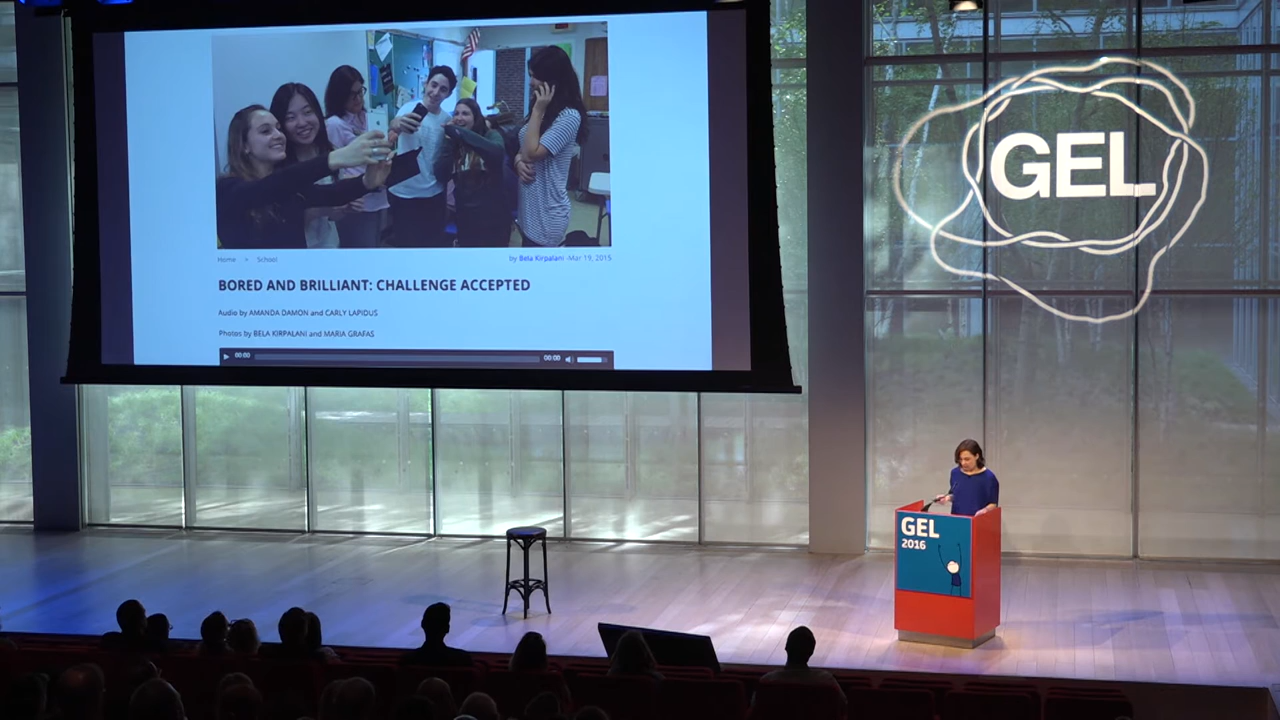 Home > School
by Bela Kirpalani -Mar 19, 2015
BORED AND BRILLIANT: CHALLENGE ACCEPTED
Audio by AMANDA DAMON and CARLY LAPIDUS
Photos by BELA KIRPALANI and MARIA GRAFAS
00:00
00:00
GEL
GEL
2016